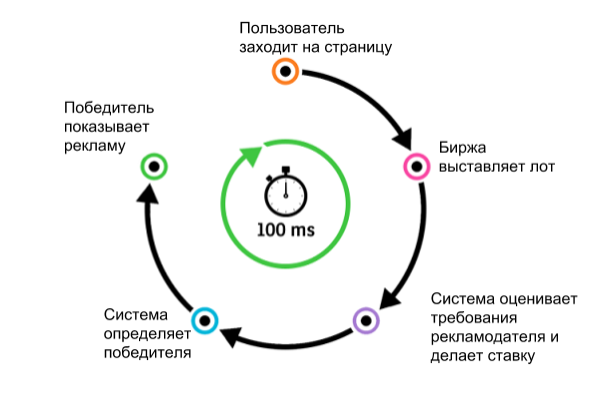 Пользователь
заходит на страницу
Биржа
выставляет лот
Система оценивает
требования
рекламодателя и
делает ставку
Система
определяет
победителя
Победитель
показывает
рекламу
100 ms